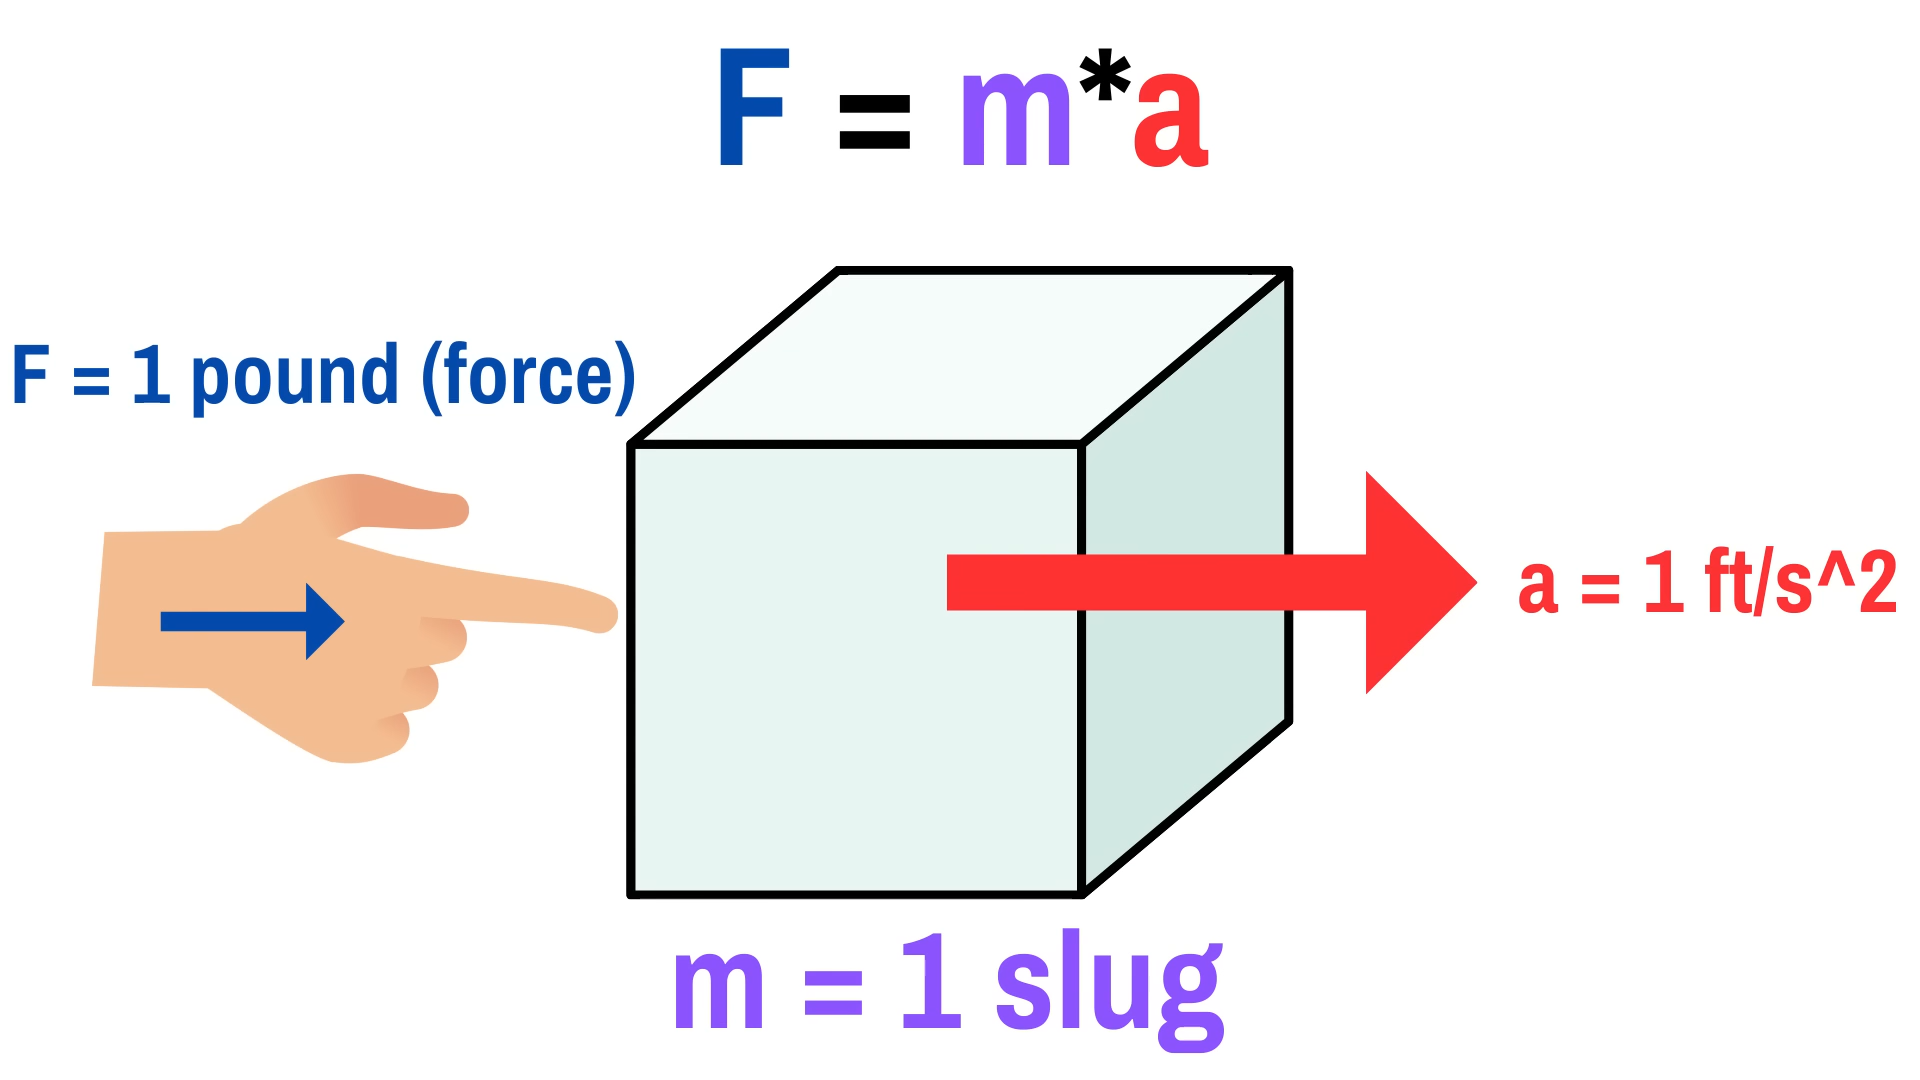 F = m*a
F = 1 pound (force)
a = 1 ft/s^2
m = 1 slug